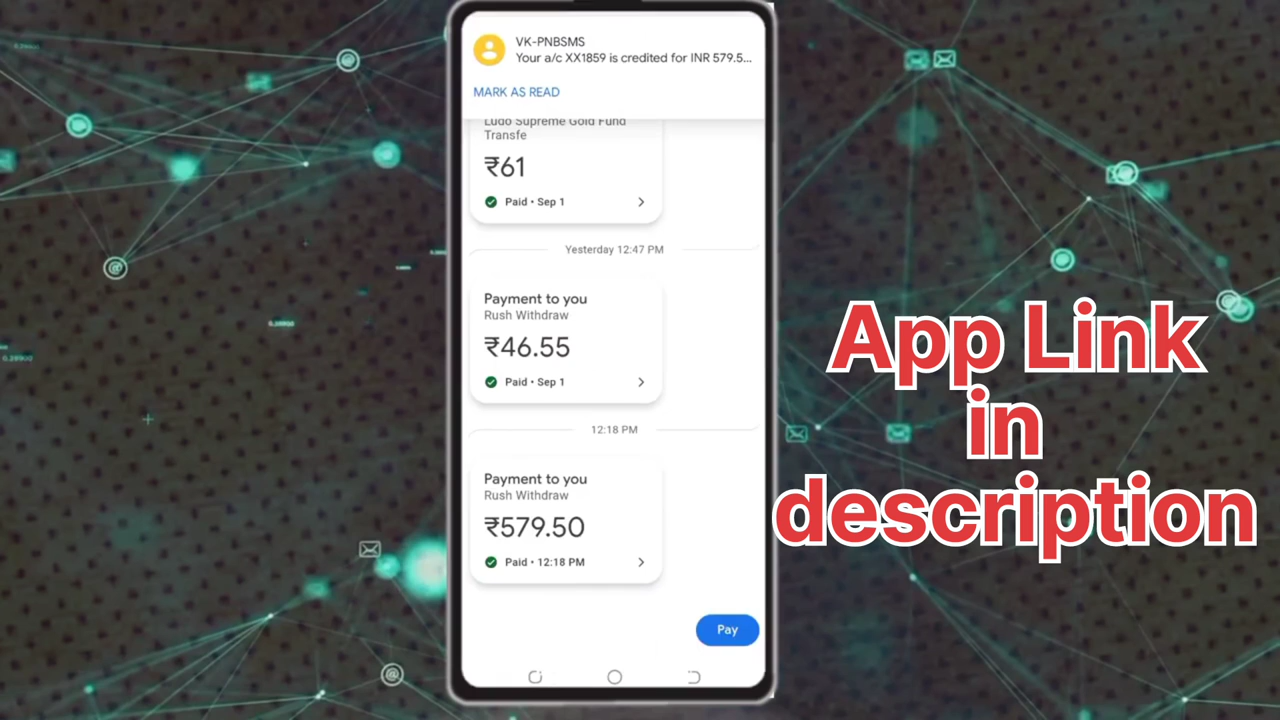 VK-PNBSMS
Your a/c XX1859 is credited for INR 579.5...
MARK AS READ
Ludo Supreme Gold Fund
Transfe
₹61
Paid • Sep 1
Yesterday 12:47 PM
Payment to you
Rush Withdraw
₹46.55
Paid • Sep 1
12:18 PM
Payment to you
Rush Withdraw
₹579.50
Paid • 12:18 PM
Pay
App Link
in
description